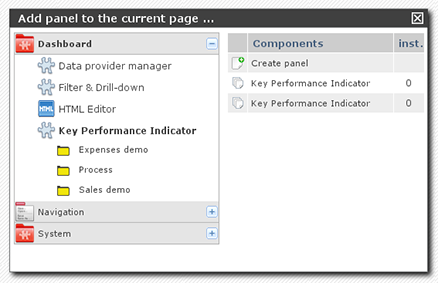 Add panel to the current page ...
Dashboard
Data provider manager
Filter & Drill-down
HTML Editor
Key Performance Indicator
Expenses demo
Process
Sales demo
Navigation
System
Components inst.
Create panel
Key Performance Indicator 0
Key Performance Indicator 0